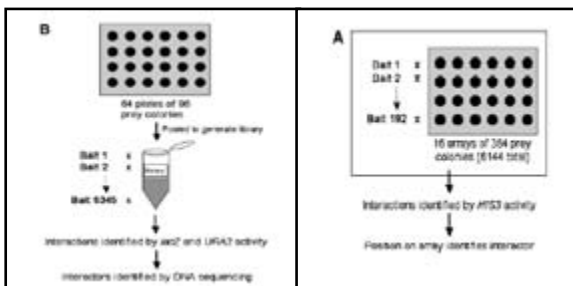 B
64 plates of 96
prey colonies
Pooled to generate library
Bait 1 x
Bait 2 x
Bait 5345 x
Interactions identified by and URA3 activity
Interactors identified by DNA sequencing
A
Bait 1 x
Bait 2 x
Bait 192 x
16 arrays of 384 prey
colonies [6144 total]
Interactions identified by HIS3 activity
Position on array identifies interactor